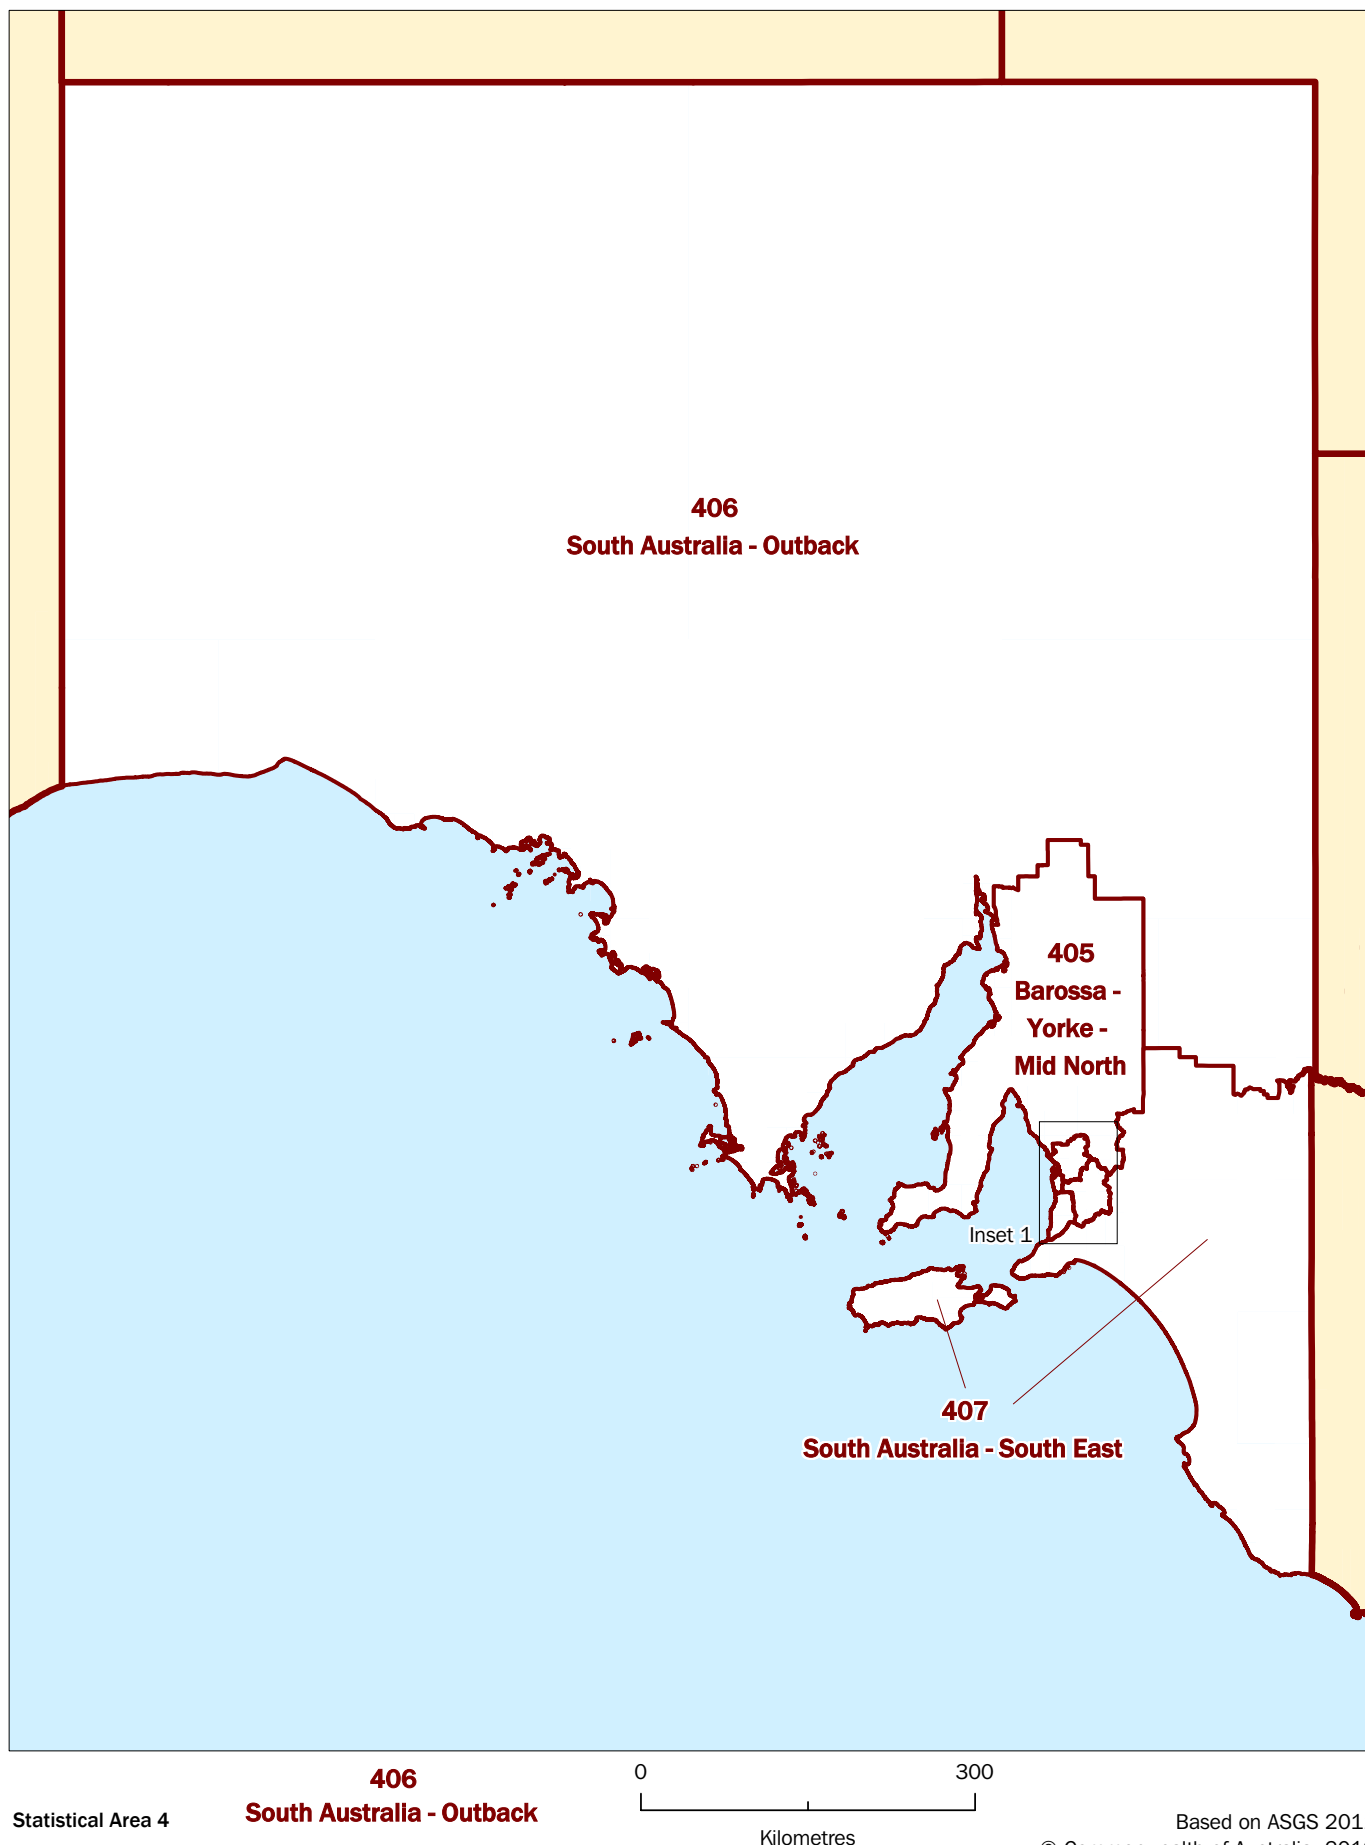 406
South Australia - Outback
405
Barossa -
Yorke -
Mid North
Inset 1
407
South Australia - South East
406
South Australia - Outback
Statistical Area 4
0
300
Kilometres
Based on ASGS 201